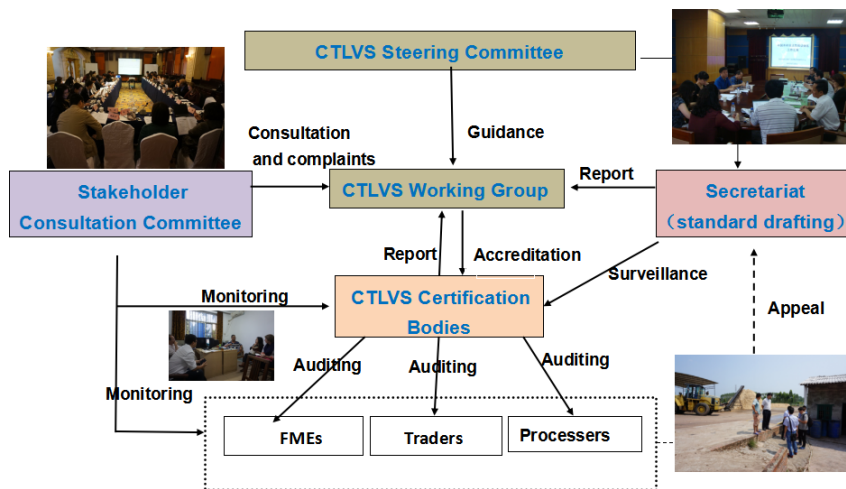 CTLVS Steering Committee
Consultation
and complaints
Guidance
Stakeholder
Consultation Committee
CTLVS Working Group
Report
Secretariat
（standard drafting）
Report
Accreditation
Surveillance
Monitoring
CTLVS Certification
Bodies
Appeal
Auditing
Auditing
Auditing
Monitoring
FMEs
Traders
Processers